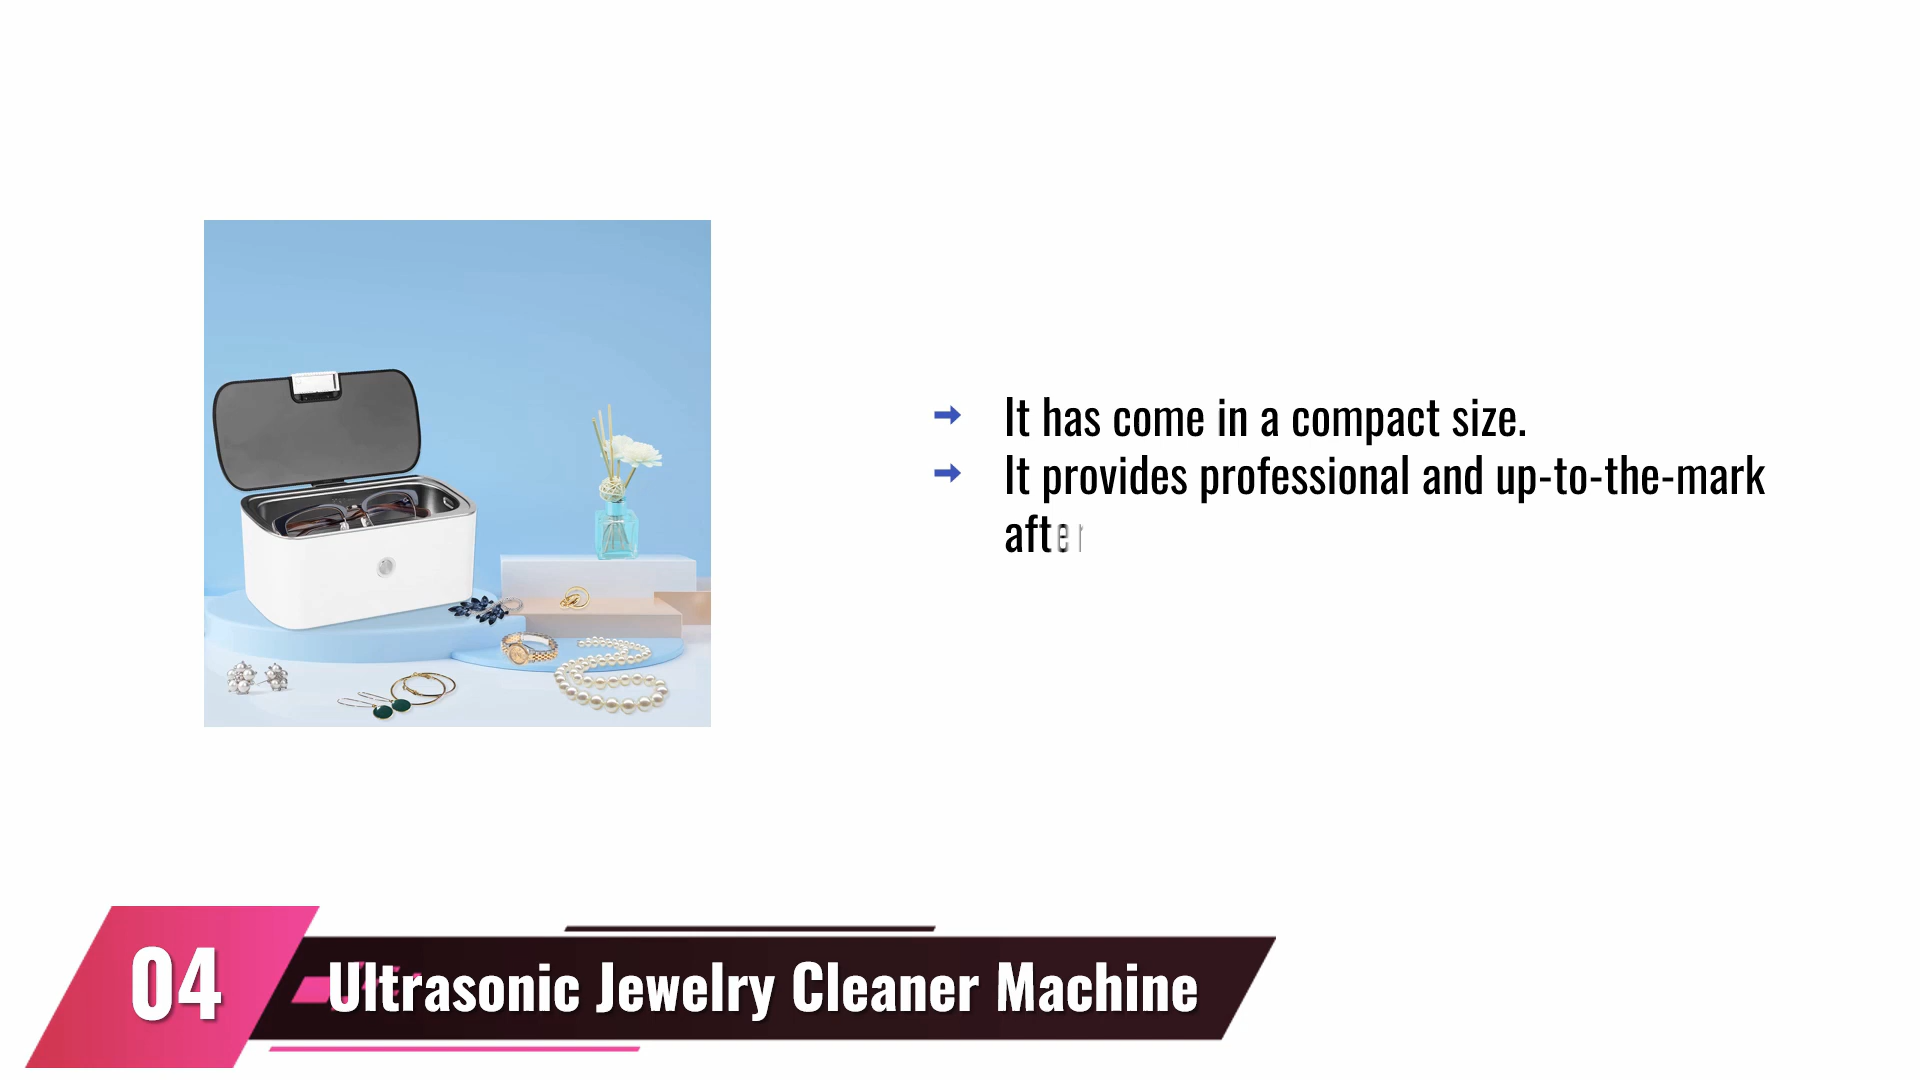 It has come in a compact size.
It provides professional and up-to-the-mark
after
04
Ultrasonic Jewelry Cleaner Machine